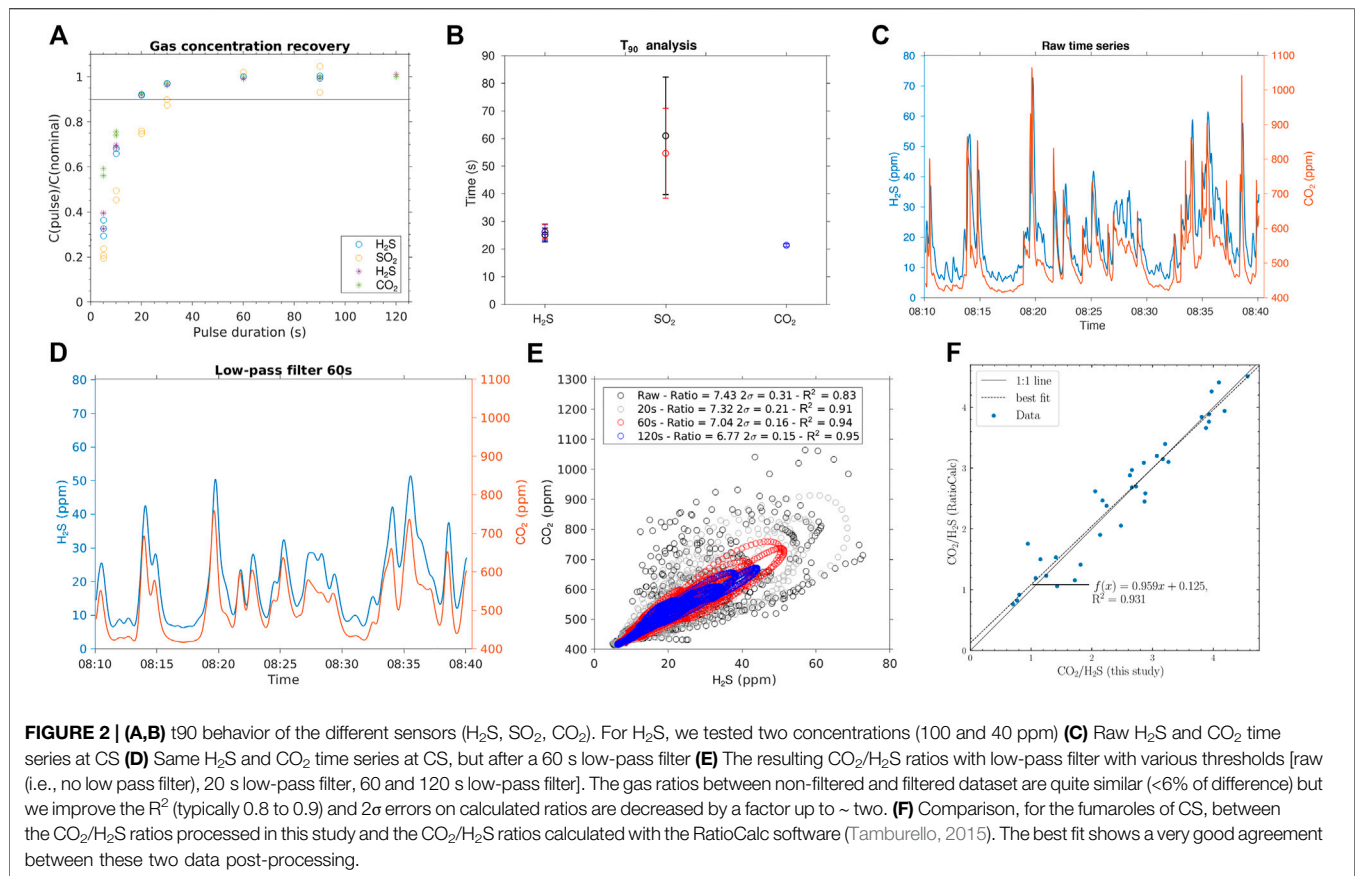 A
Gas concentration recovery
C(pulse)/C(nominal)
1
0.8
0.6
0.4
0.2
0
0 20 40 60 80 100 120
Pulse duration (s)
H₂S
SO₂
H₂S
CO₂
B
T₉₀ analysis
Time (s)
90
80
70
60
50
40
30
20
10
0
H₂S SO₂ CO₂
C
Raw time series
H₂S (ppm)
80
70
60
50
40
30
20
10
0
1100
1000
900
800
700
600
500
400
CO₂ (ppm)
08:10 08:15 08:20 08:25 08:30 08:35 08:40
Time
D
Low-pass filter 60s
H₂S (ppm)
80
70
60
50
40
30
20
10
0
1100
1000
900
800
700
600
500
400
CO₂ (ppm)
08:10 08:15 08:20 08:25 08:30 08:35 08:40
Time
E
CO₂ (ppm)
1300
1200
1100
1000
900
800
700
600
500
400
Raw - Ratio = 7.43 2σ = 0.31 - R² = 0.83
20s - Ratio = 7.32 2σ = 0.21 - R² = 0.91
60s - Ratio = 7.04 2σ = 0.16 - R² = 0.94
120s - Ratio = 6.77 2σ = 0.15 - R² = 0.95
0 20 40 60 80
H₂S (ppm)
F
CO₂/H₂S (RatioCalc)
4
3
2
1
0
1:1 line
best fit
Data
f(x) = 0.959x + 0.125,
R² = 0.931
0 1 2 3 4
CO₂/H₂S (this study)
FIGURE 2 | (A,B) t90 behavior of the different sensors (H₂S, SO₂, CO₂). For H₂S, we tested two concentrations (100 and 40 ppm) (C) Raw H₂S and CO₂ time
series at CS (D) Same H₂S and CO₂ time series at CS, but after a 60 s low-pass filter (E) The resulting CO₂/H₂S ratios with low-pass filter with various thresholds [raw
(i.e., no low pass filter), 20 s low-pass filter, 60 and 120 s low-pass filter]. The gas ratios between non-filtered and filtered dataset are quite similar (<6% of difference) but
we improve the R² (typically 0.8 to 0.9) and 2σ errors on calculated ratios are decreased by a factor up to ~ two. (F) Comparison, for the fumaroles of CS, between
the CO₂/H₂S ratios processed in this study and the CO₂/H₂S ratios calculated with the RatioCalc software (Tamburello, 2015). The best fit shows a very good agreement
between these two data post-processing.